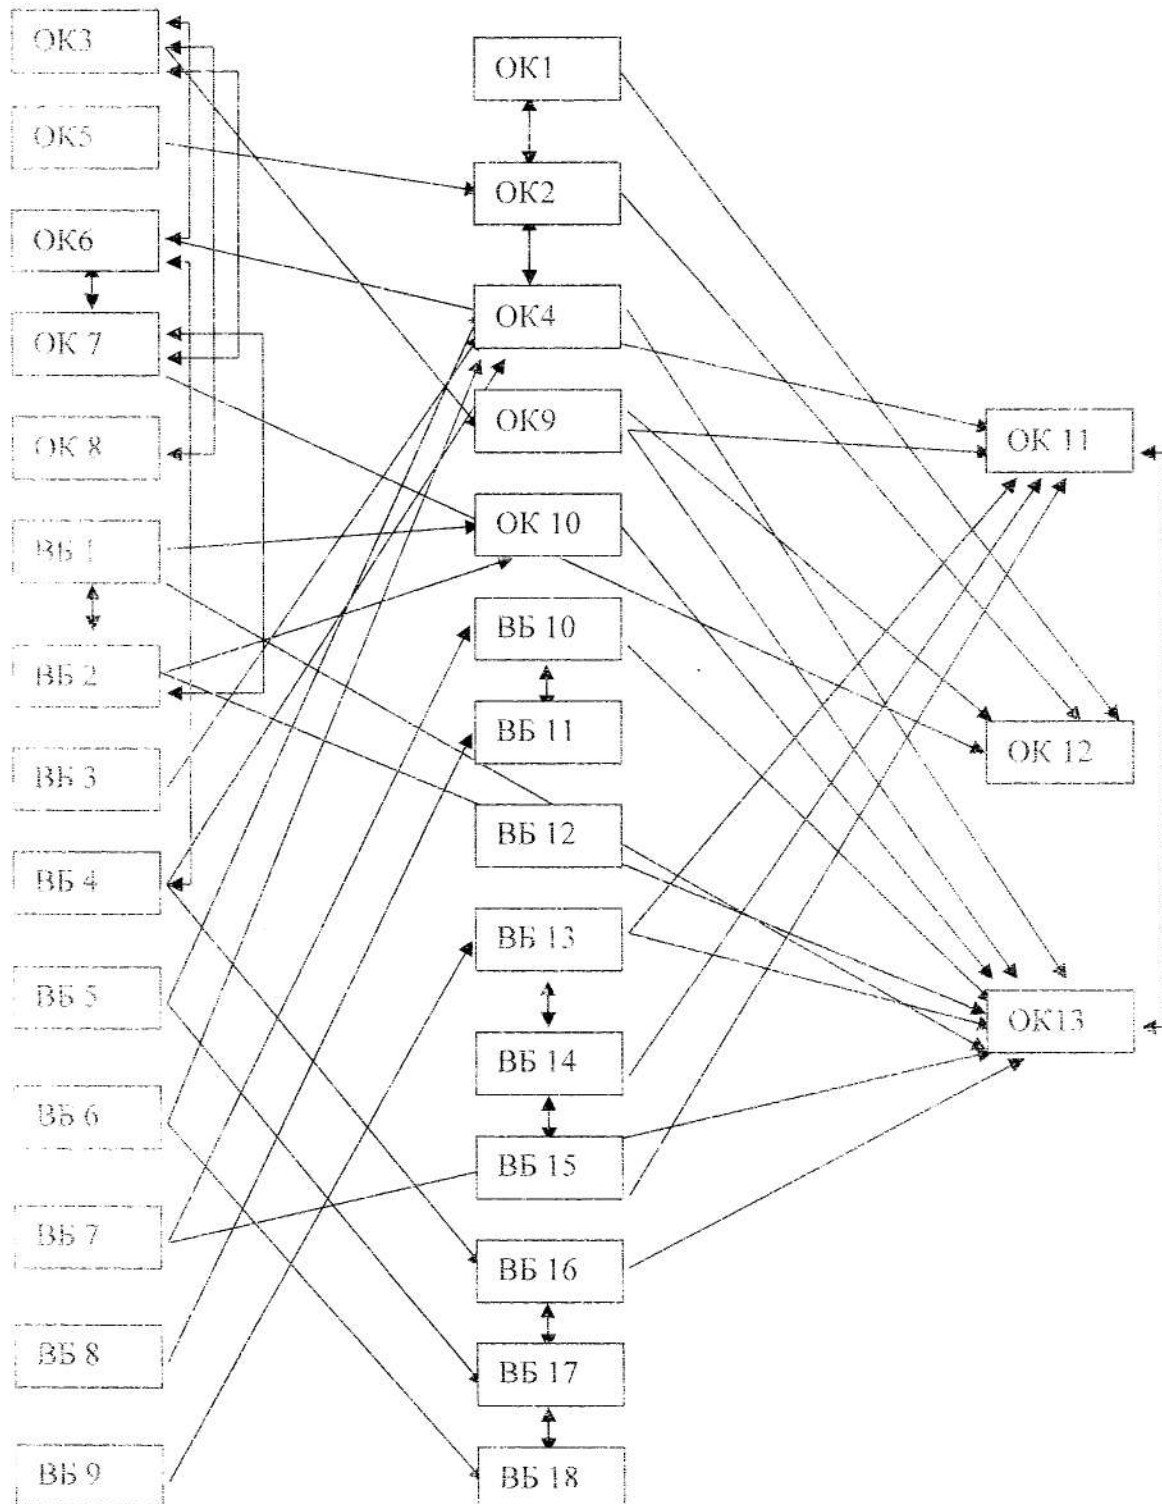 ОК3
ОК5
ОК6
ОК 7
ОК 8
ВБ 1
ВБ 2
ВБ 3
ВБ 4
ВБ 5
ВБ 6
ВБ 7
ВБ 8
ВБ 9
ОК1
ОК2
ОК4
ОК9
ОК 10
ВБ 10
ВБ 11
ВБ 12
ВБ 13
ВБ 14
ВБ 15
ВБ 16
ВБ 17
ВБ 18
ОК 11
ОК 12
ОК13